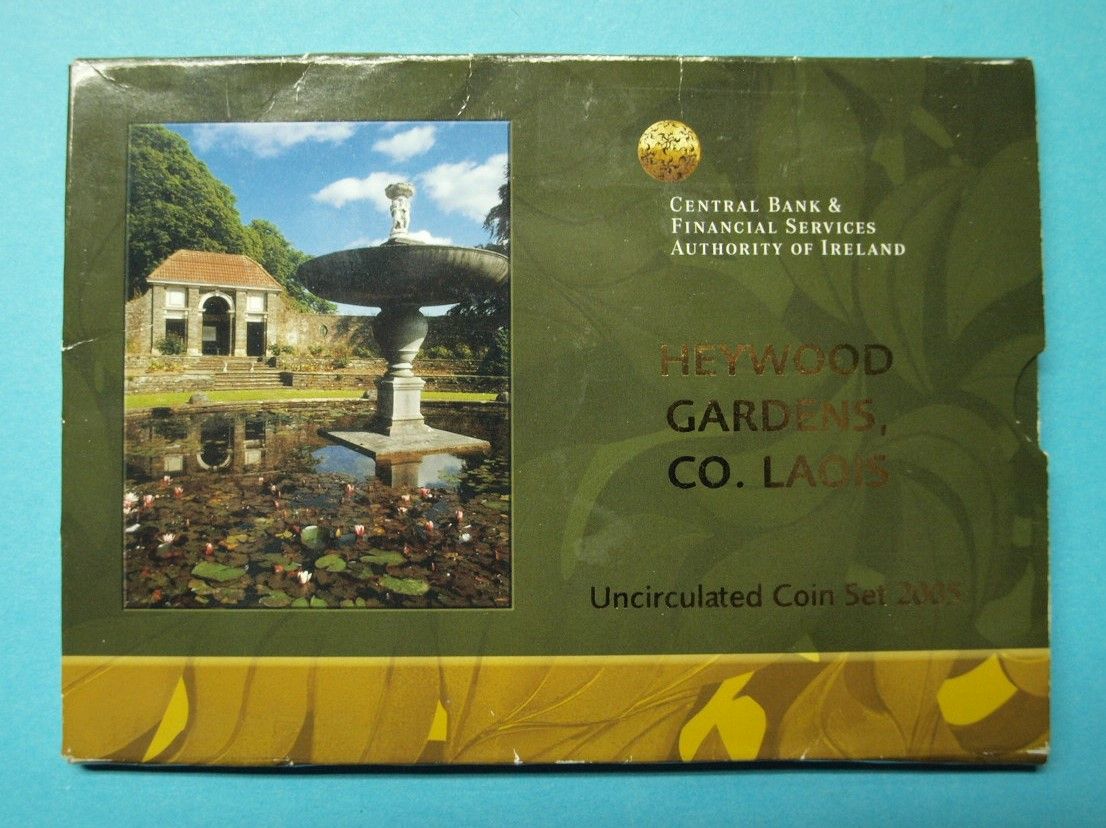 CENTRAL BANK &
FINANCIAL SERVICES
AUTHORITY OF IRELAND
HEYWOOD
GARDENS,
CO. LAOIS
Uncirculated Coin Set 2005